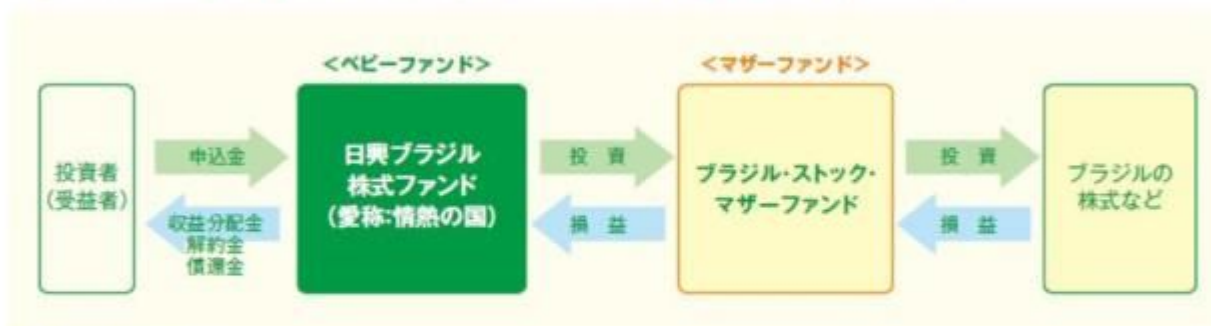 <ベビーファンド>
<マザーファンド>
投資者
(受益者)
申込金
収益分配金
解約金
償還金
日興ブラジル
株式ファンド
(愛称:情熱の国)
投 資
損 益
ブラジル・ストック・
マザーファンド
投 資
損 益
ブラジルの
株式など